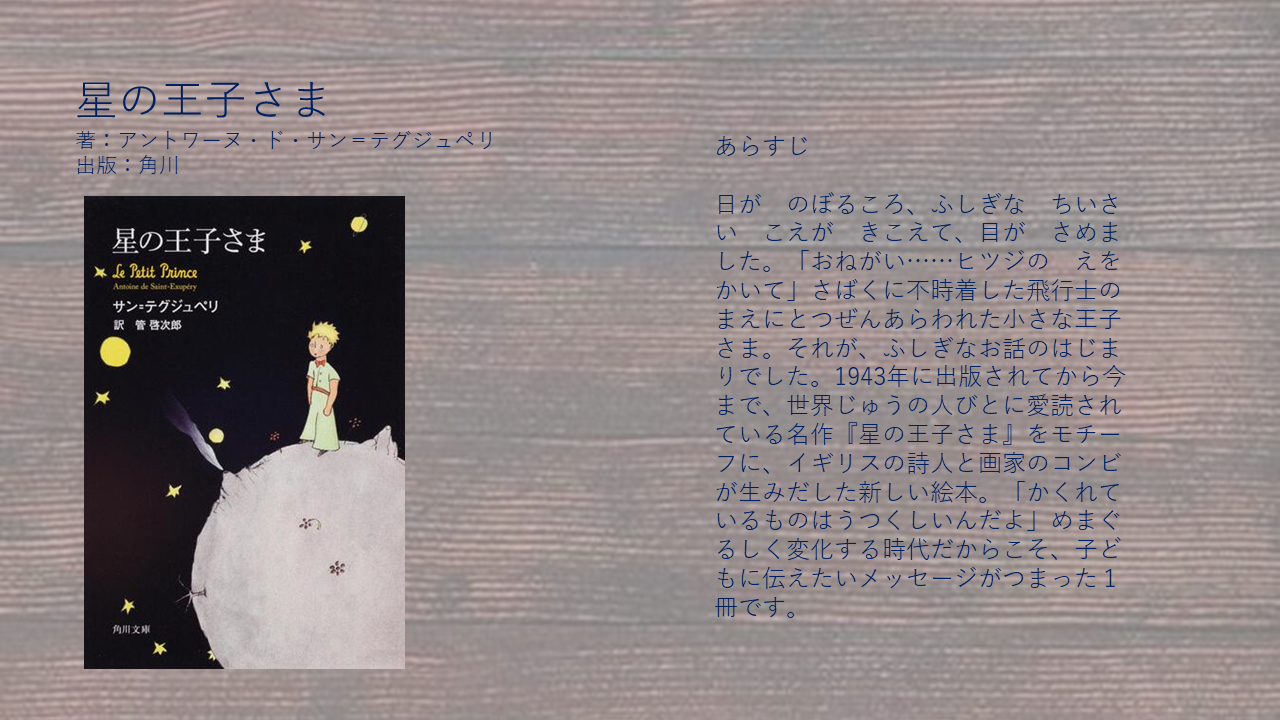 星の王子さま
著：アントワーヌ・ド・サン＝テグジュペリ
出版：角川
星の王子さま
Le Petit Prince
Antoine de Saint-Exupéry
サン=テグジュペリ
訳　管 啓次郎
角川文庫
あらすじ
日が　のぼるころ、ふしぎな　ちいさ
い　こえが　きこえて、目が　さめま
した。「おねがい……ヒツジの　えを
かいて」さばくに不時着した飛行士の
まえにとつぜんあらわれた小さな王子
さま。それが、ふしぎなお話のはじま
りでした。1943年に出版されてから今
まで、世界じゅうの人びとに愛読され
ている名作『星の王子さま』をモチー
フに、イギリスの詩人と画家のコンビ
が生みだした新しい絵本。「かくれて
いるものはうつくしいんだよ」めまぐ
るしく変化する時代だからこそ、子ど
もに伝えたいメッセージがつまった１
冊です。